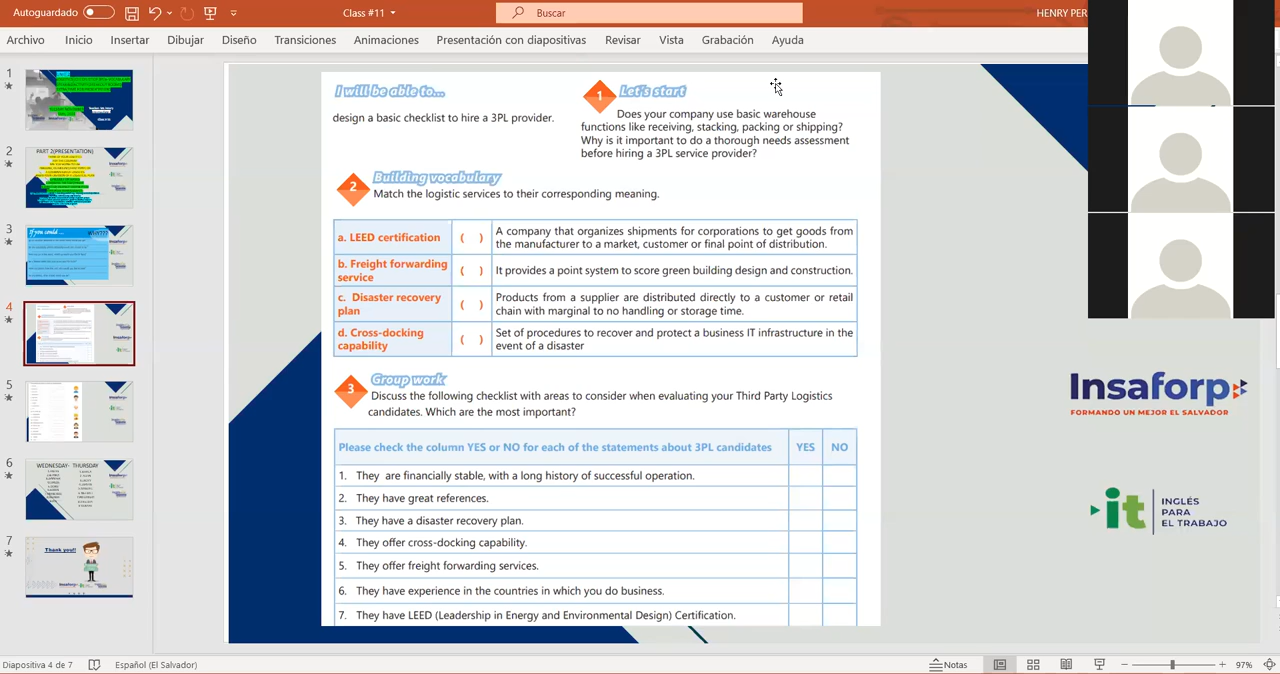 Autoguardado
Class #11
Buscar
HENRY PER
Archivo Inicio Insertar Dibujar Diseño Transiciones Animaciones Presentación con diapositivas Revisar Vista Grabación Ayuda
1
2
PART 2(PRESENTATION)
3
If you could ...
WHY???
4
5
6
WEDNESDAY- THURSDAY
7
Thank you!!
I will be able to...
design a basic checklist to hire a 3PL provider.
1 Let's start
Does your company use basic warehouse
functions like receiving, stacking, packing or shipping?
Why is it important to do a thorough needs assessment
before hiring a 3PL service provider?
2 Building vocabulary
Match the logistic services to their corresponding meaning.
a. LEED certification ( ) A company that organizes shipments for corporations to get goods from
the manufacturer to a market, customer or final point of distribution.
b. Freight forwarding
service ( ) It provides a point system to score green building design and construction.
c. Disaster recovery
plan ( ) Products from a supplier are distributed directly to a customer or retail
chain with marginal to no handling or storage time.
d. Cross-docking
capability ( ) Set of procedures to recover and protect a business IT infrastructure in the
event of a disaster
3 Group work
Discuss the following checklist with areas to consider when evaluating your Third Party Logistics
candidates. Which are the most important?
Please check the column YES or NO for each of the statements about 3PL candidates YES NO
1. They are financially stable with a long history of successful operation.
2. They have great references.
3. They have a disaster recovery plan.
4. They offer cross-docking capability.
5. They offer freight forwarding services.
6. They have experience in the countries in which you do business.
7. They have LEED (Leadership in Energy and Environmental Design) Certification.
Insaforp
FORMANDO UN MEJOR EL SALVADOR
it
INGLÉS
PARA
EL TRABAJO
Diapositiva 4 de 7 Español (El Salvador) Notas 97%